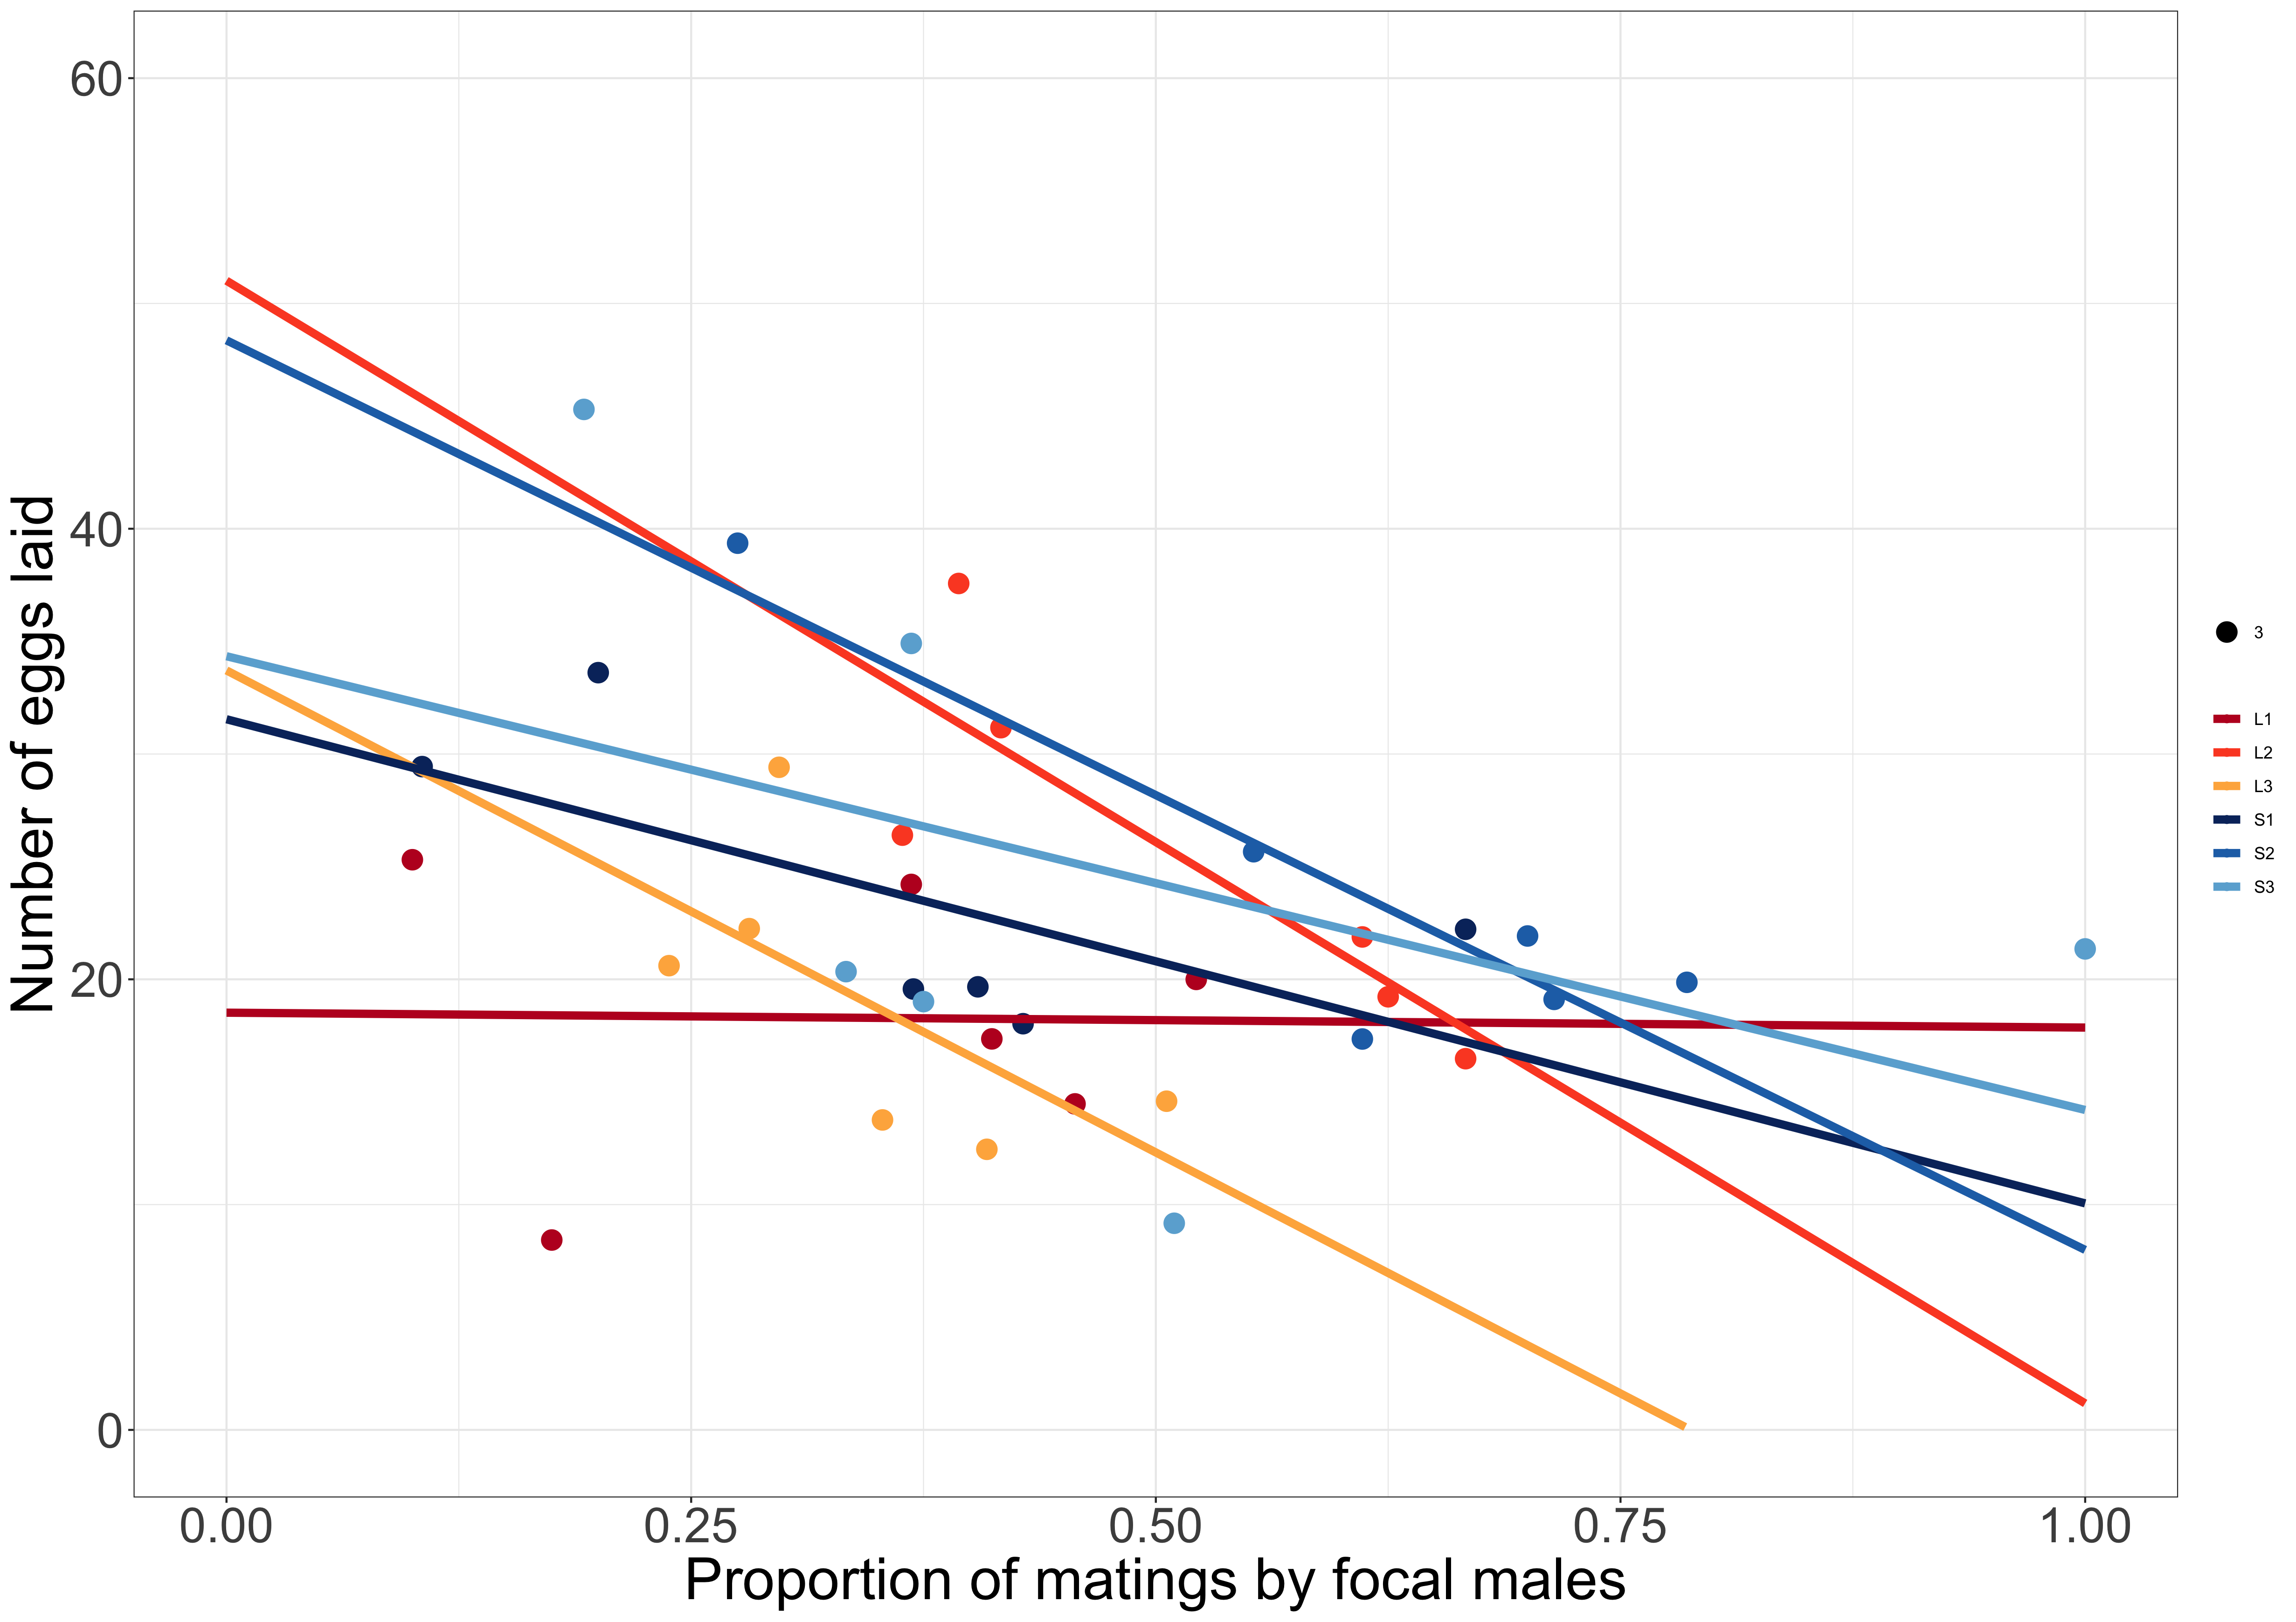 Number of eggs laid
60
40
20
0
0.00 0.25 0.50 0.75 1.00
Proportion of matings by focal males
3
L1
L2
L3
S1
S2
S3